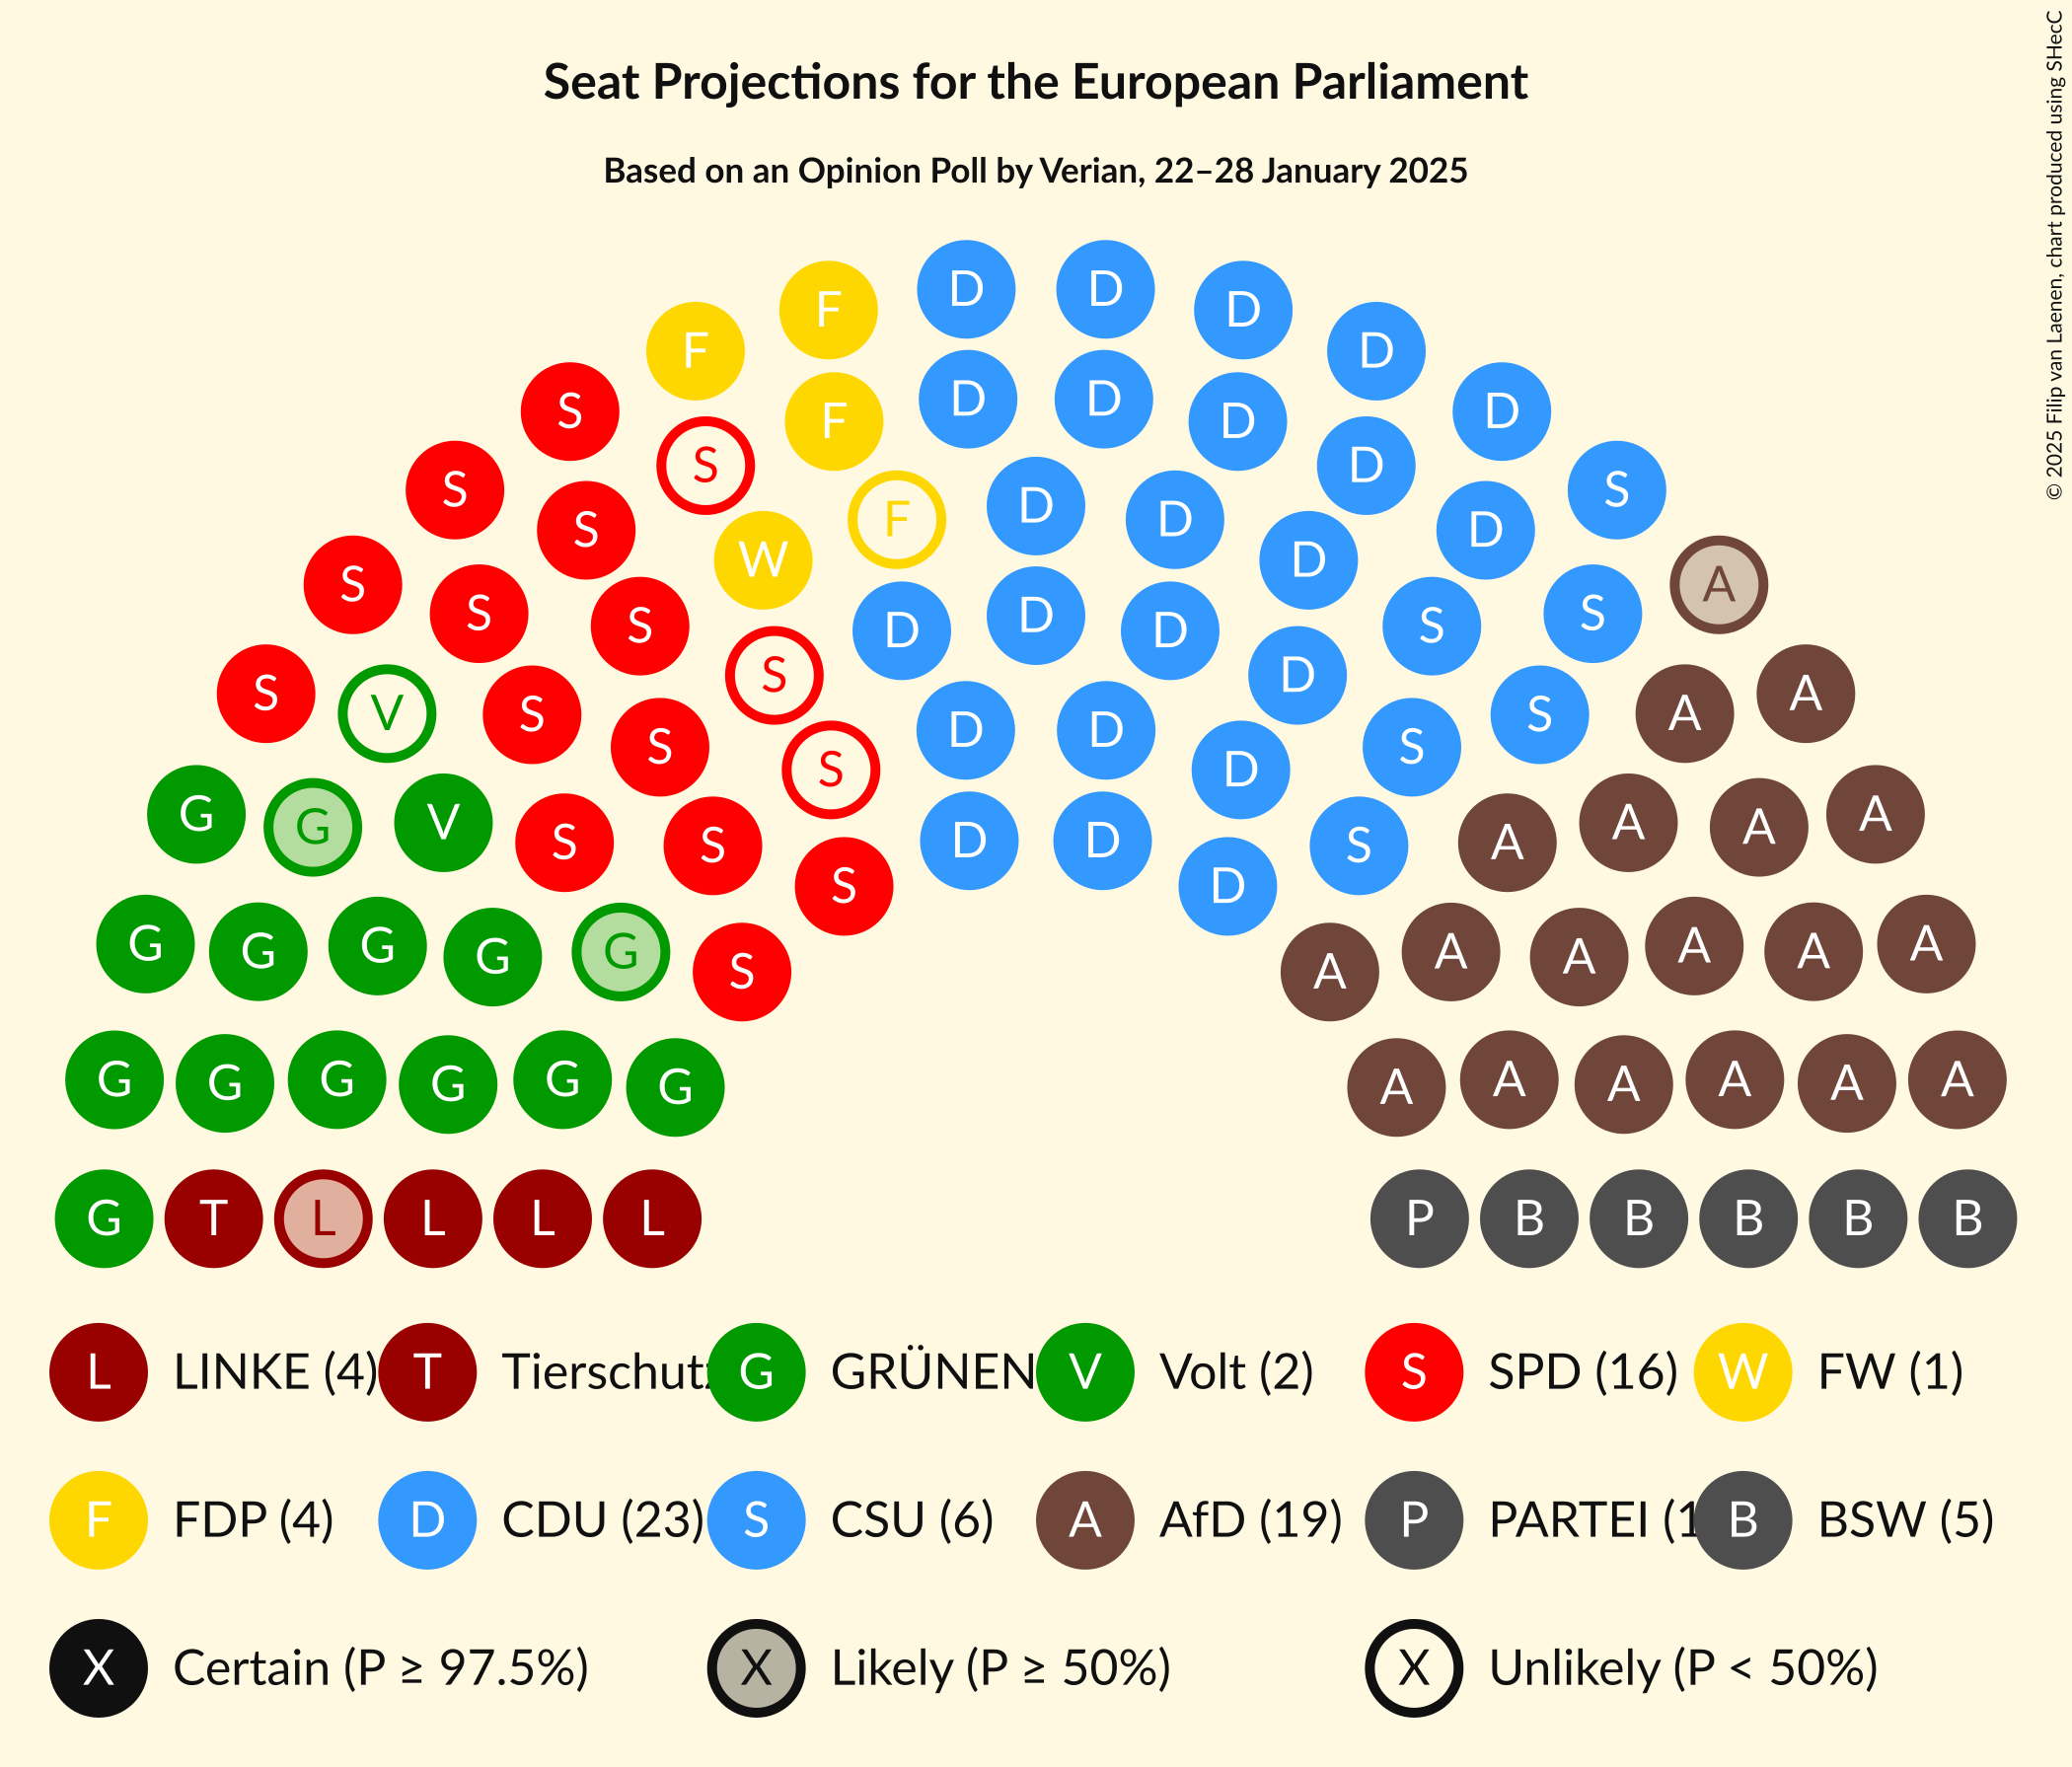 Seat Projections for the European Parliament
Based on an Opinion Poll by Verian, 22–28 January 2025
© 2025 Filip van Laenen, chart produced using SHecC
D D
F D
F D
D D
S D
F D
S D
S S
D
F D
S D
W D
S A
S D S
S S
D D
S D
S A
V S S A
D D
S S
S D
G A
V A
G A
S D D A
S S
S D
G G G G G S A A A A A A
G G G G G G A A A A A A
G T L L L L P B B B B B
L LINKE (4) T Tierschut G GRÜNEN V Volt (2) S SPD (16) W FW (1)
F FDP (4) D CDU (23) S CSU (6) A AfD (19) P PARTEI (1 B BSW (5)
X Certain (P ≥ 97.5%) X Likely (P ≥ 50%) X Unlikely (P < 50%)